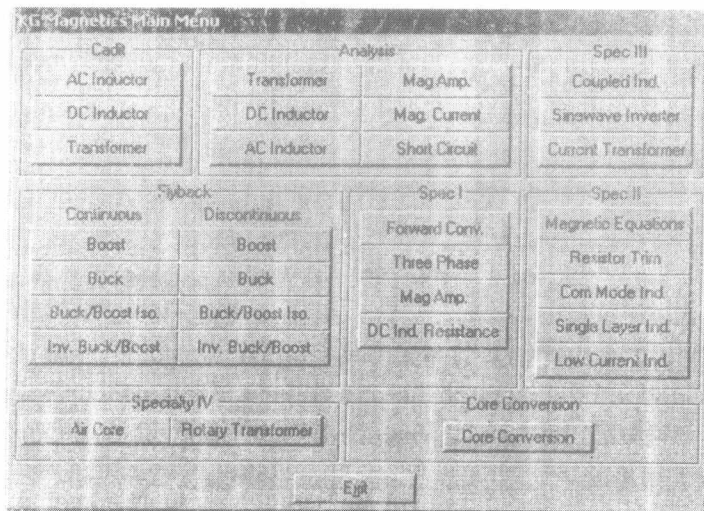 KG Magnetics Main Menu
Cadit
AC Inductor
DC Inductor
Transformer
Analysis
Transformer
Mag Amp.
DC Inductor
Mag. Current
AC Inductor
Short Circuit
Spec III
Coupled Ind.
Sinewave Inverter
Current Transformer
Flyback
Continuous
Discontinuous
Boost
Boost
Buck
Buck
Buck/Boost Iso.
Buck/Boost Iso.
Inv. Buck/Boost
Inv. Buck/Boost
Spec I
Forward Conv.
Three Phase
Mag Amp.
DC Ind. Resistance
Spec II
Magnetic Equations
Resistor Trim
Com Mode Ind.
Single Layer Ind.
Low Current Ind.
Specialty IV
Air Core
Rotary Transformer
Core Conversion
Core Conversion
Exit